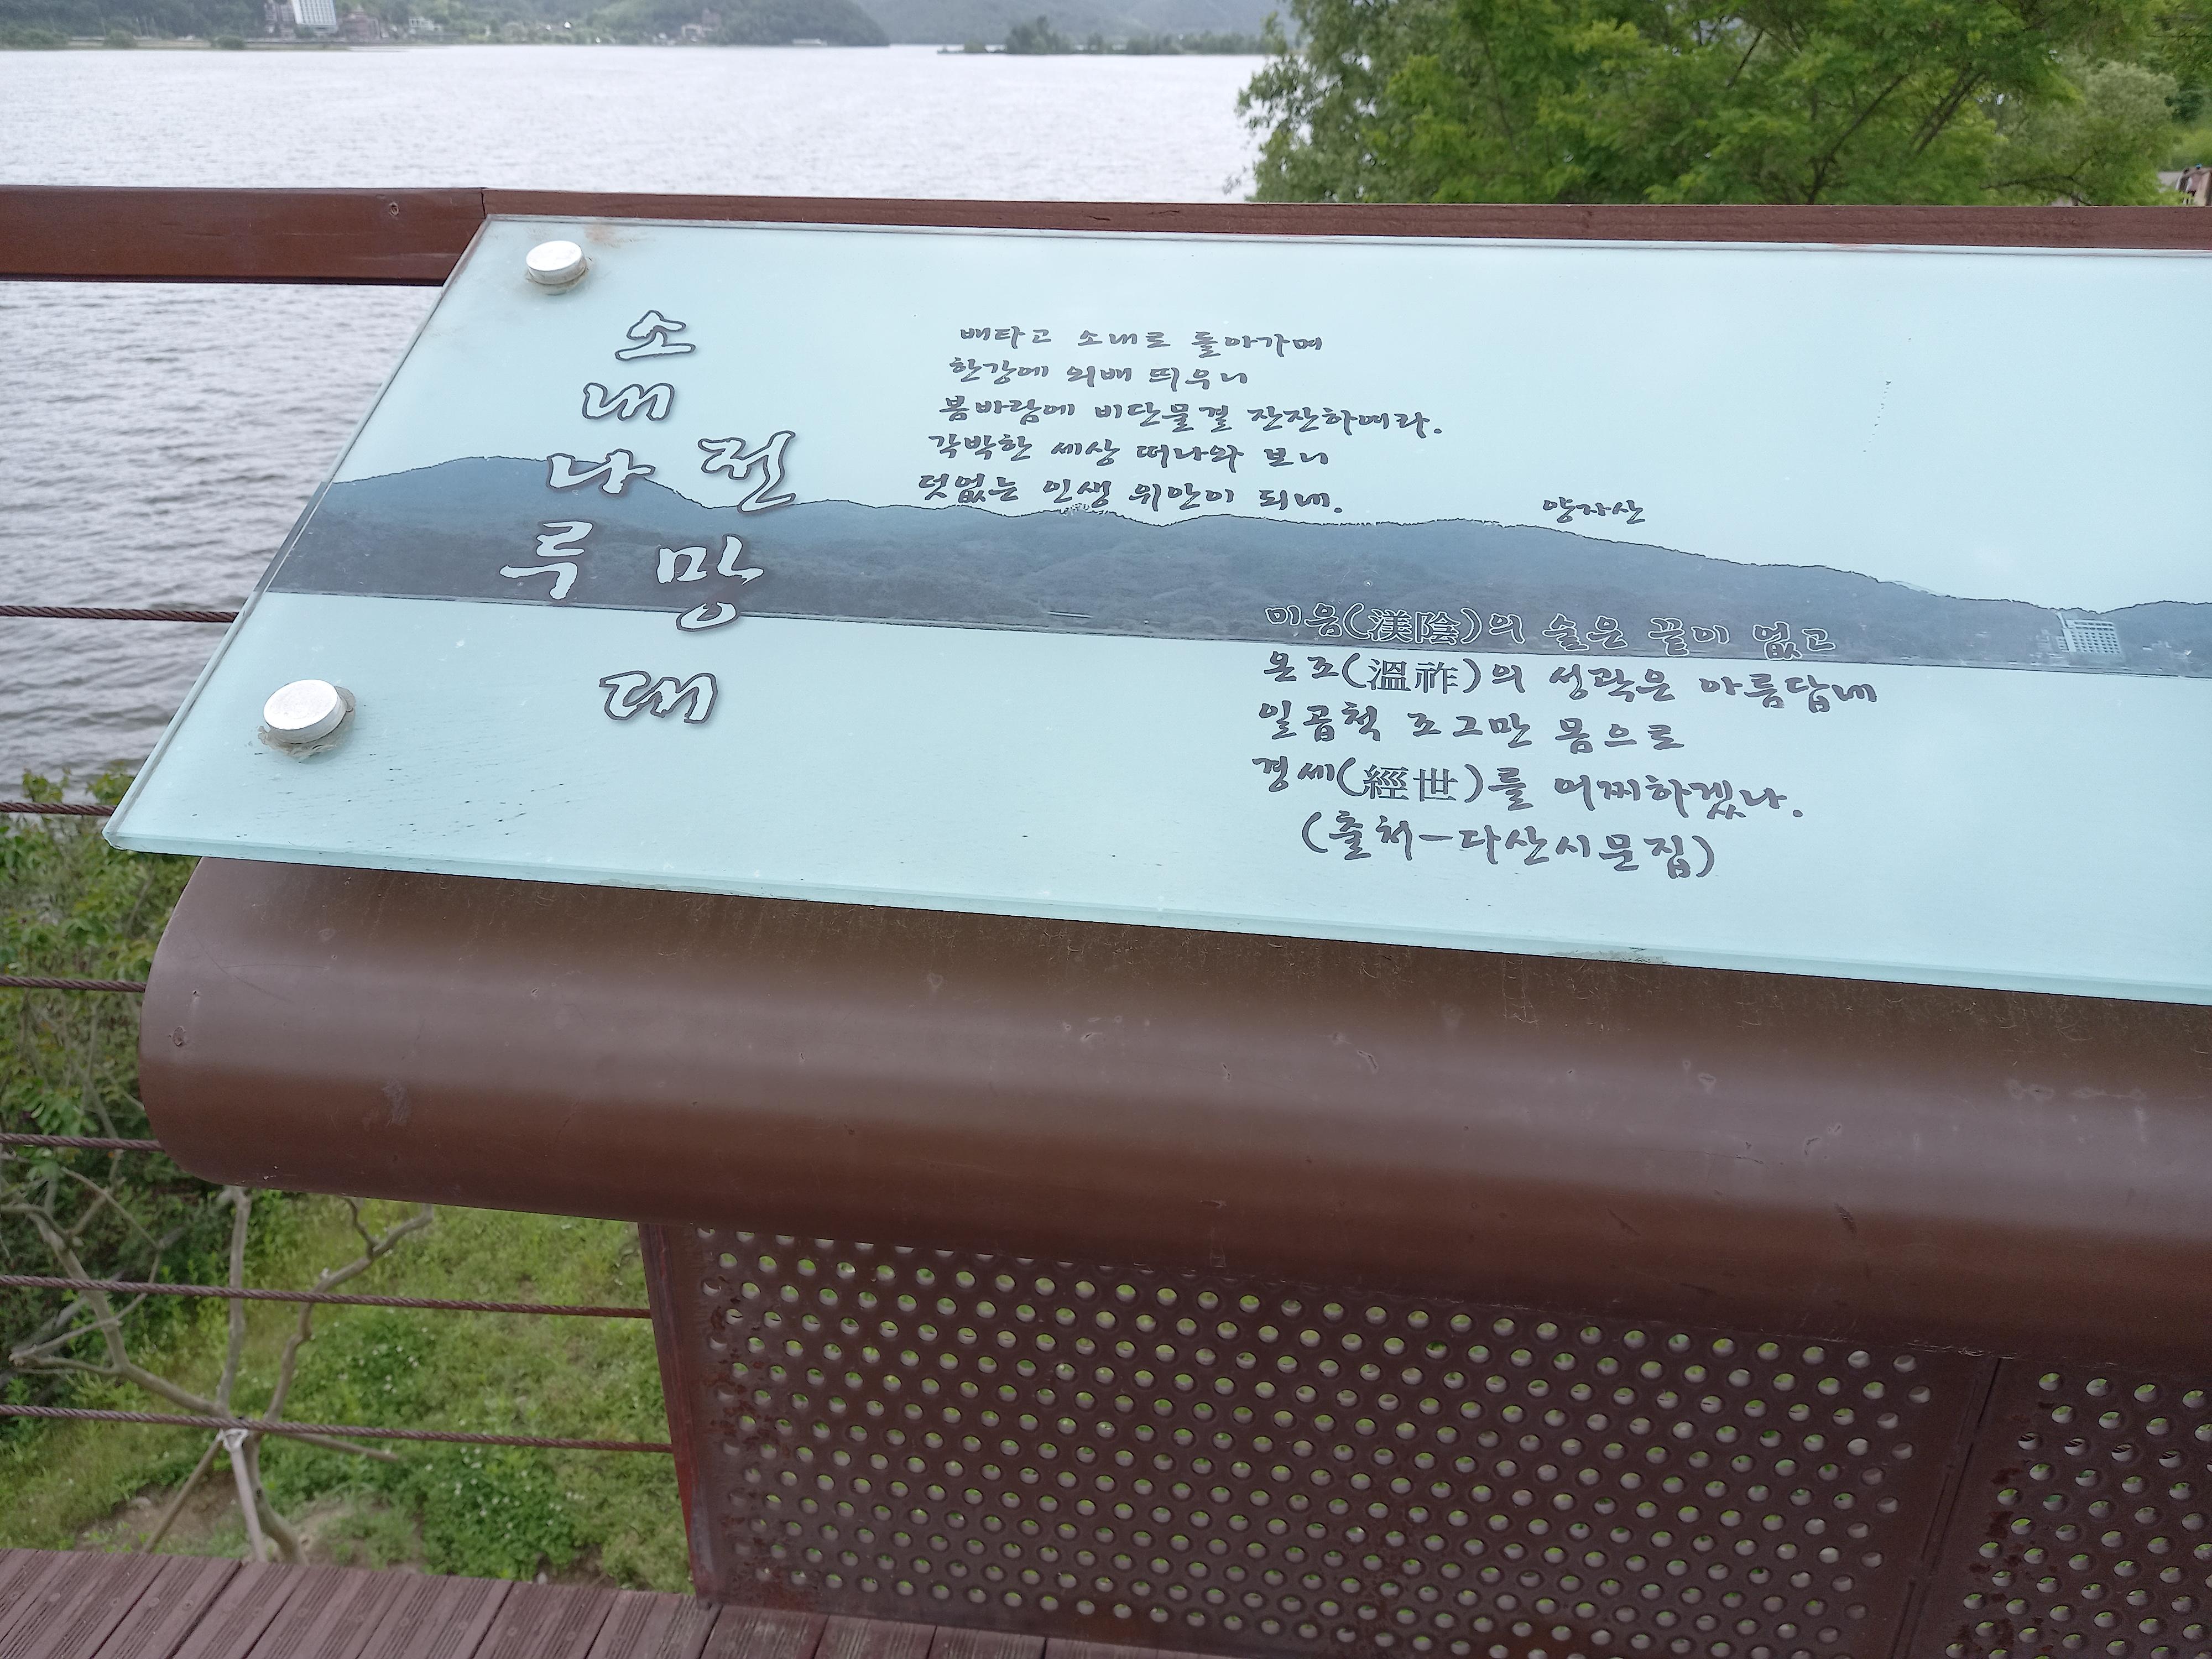 소내나루
전망대
배타고 소내로 돌아가며
한강에 외배 띄우니
봄바람에 비단물결 잔잔하여라.
각박한 세상 떠나와 보니
덧없는 인생 위안이 되네.
양자산
미음(渼陰)의 숲은 끝이 없고
온조(溫祚)의 성곽은 아름답네
일곱척 조그만 몸으로
경세(經世)를 어찌하겠나.
(출처-다산시문집)